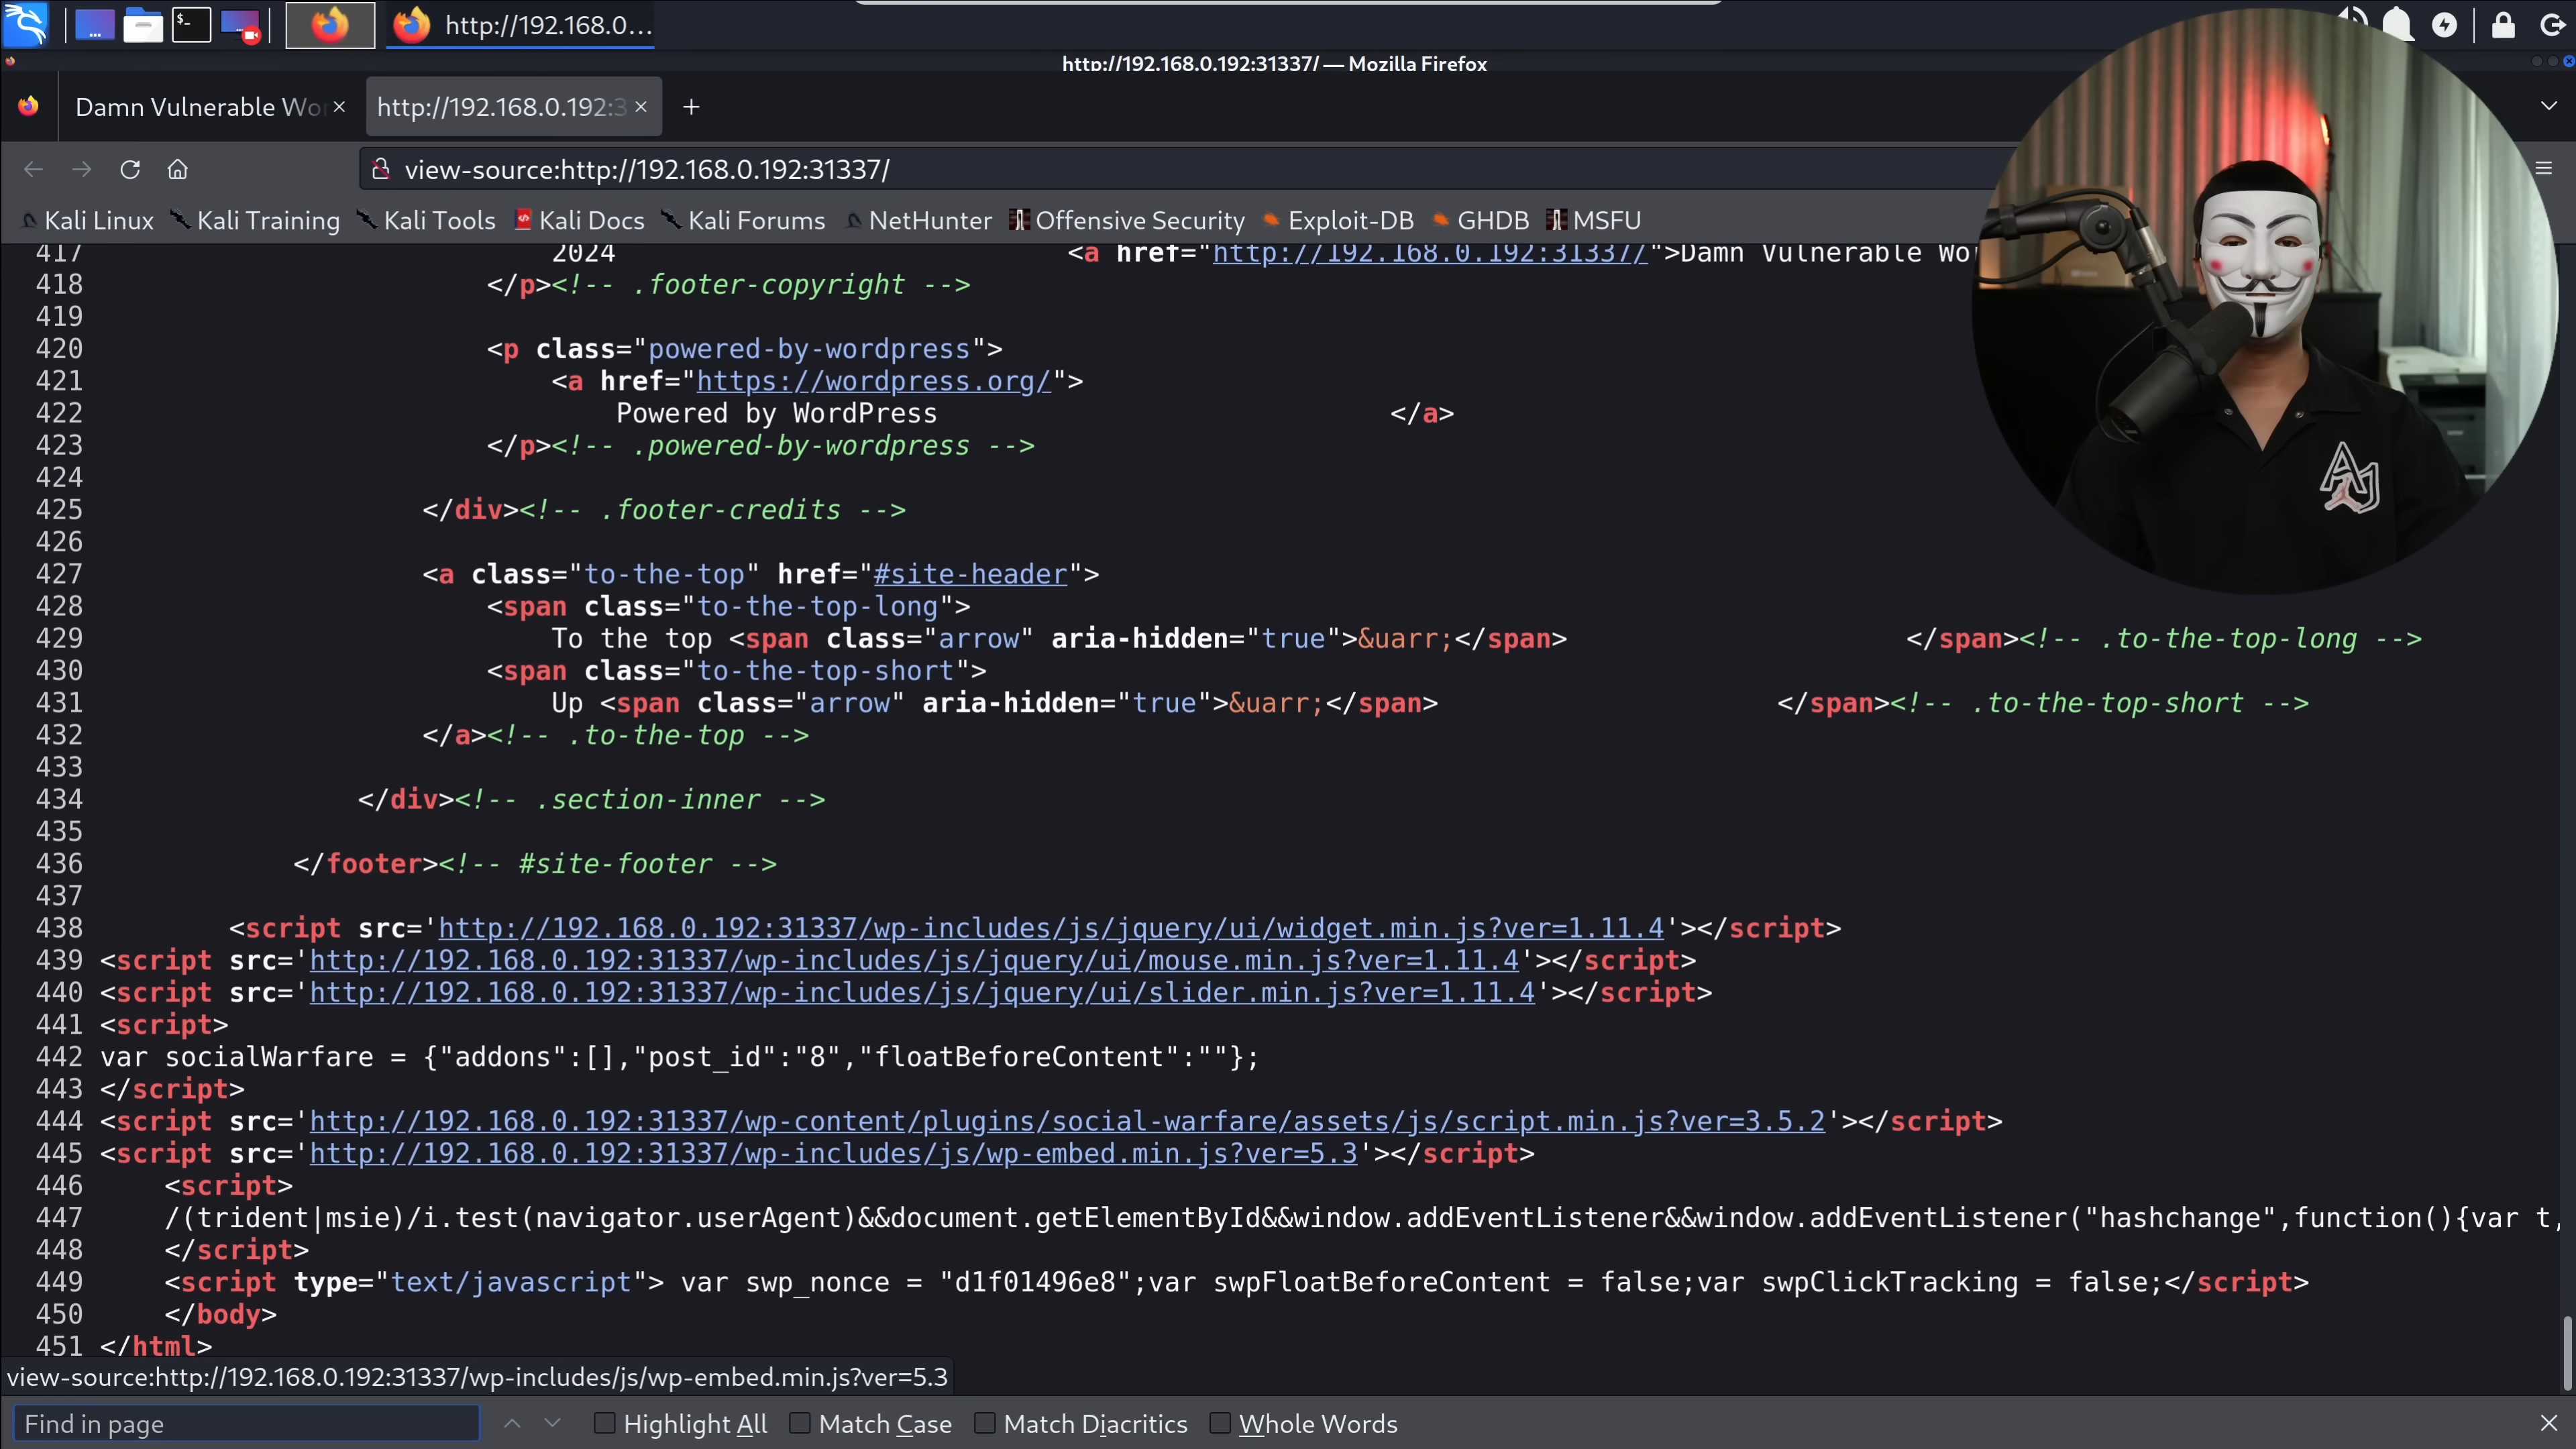 http://192.168.0...
http://192.168.0.192:31337/ — Mozilla Firefox
Damn Vulnerable Wor
http://192.168.0.192:3
view-source:http://192.168.0.192:31337/
Kali Linux Kali Training Kali Tools Kali Docs Kali Forums NetHunter Offensive Security Exploit-DB GHDB MSFU
417 2024 <a href="http://192.168.0.192:31337/">Damn Vulnerable Wo
418 </p><!-- .footer-copyright -->
419
420 <p class="powered-by-wordpress">
421 <a href="https://wordpress.org/">
422 Powered by WordPress </a>
423 </p><!-- .powered-by-wordpress -->
424
425 </div><!-- .footer-credits -->
426
427 <a class="to-the-top" href="#site-header">
428 <span class="to-the-top-long">
429 To the top <span class="arrow" aria-hidden="true">&uarr;</span> </span><!-- .to-the-top-long -->
430 <span class="to-the-top-short">
431 Up <span class="arrow" aria-hidden="true">&uarr;</span> </span><!-- .to-the-top-short -->
432 </a><!-- .to-the-top -->
433
434 </div><!-- .section-inner -->
435
436 </footer><!-- #site-footer -->
437
438 <script src='http://192.168.0.192:31337/wp-includes/js/jquery/ui/widget.min.js?ver=1.11.4'></script>
439 <script src='http://192.168.0.192:31337/wp-includes/js/jquery/ui/mouse.min.js?ver=1.11.4'></script>
440 <script src='http://192.168.0.192:31337/wp-includes/js/jquery/ui/slider.min.js?ver=1.11.4'></script>
441 <script>
442 var socialWarfare = {"addons":[],"post_id":"8","floatBeforeContent":""};
443 </script>
444 <script src='http://192.168.0.192:31337/wp-content/plugins/social-warfare/assets/js/script.min.js?ver=3.5.2'></script>
445 <script src='http://192.168.0.192:31337/wp-includes/js/wp-embed.min.js?ver=5.3'></script>
446 <script>
447 /(trident|msie)/i.test(navigator.userAgent)&&document.getElementById&&window.addEventListener&&window.addEventListener("hashchange",function(){var t,
448 </script>
449 <script type="text/javascript"> var swp_nonce = "d1f01496e8";var swpFloatBeforeContent = false;var swpClickTracking = false;</script>
450 </body>
451 </html>
view-source:http://192.168.0.192:31337/wp-includes/js/wp-embed.min.js?ver=5.3
Find in page Highlight All Match Case Match Diacritics Whole Words